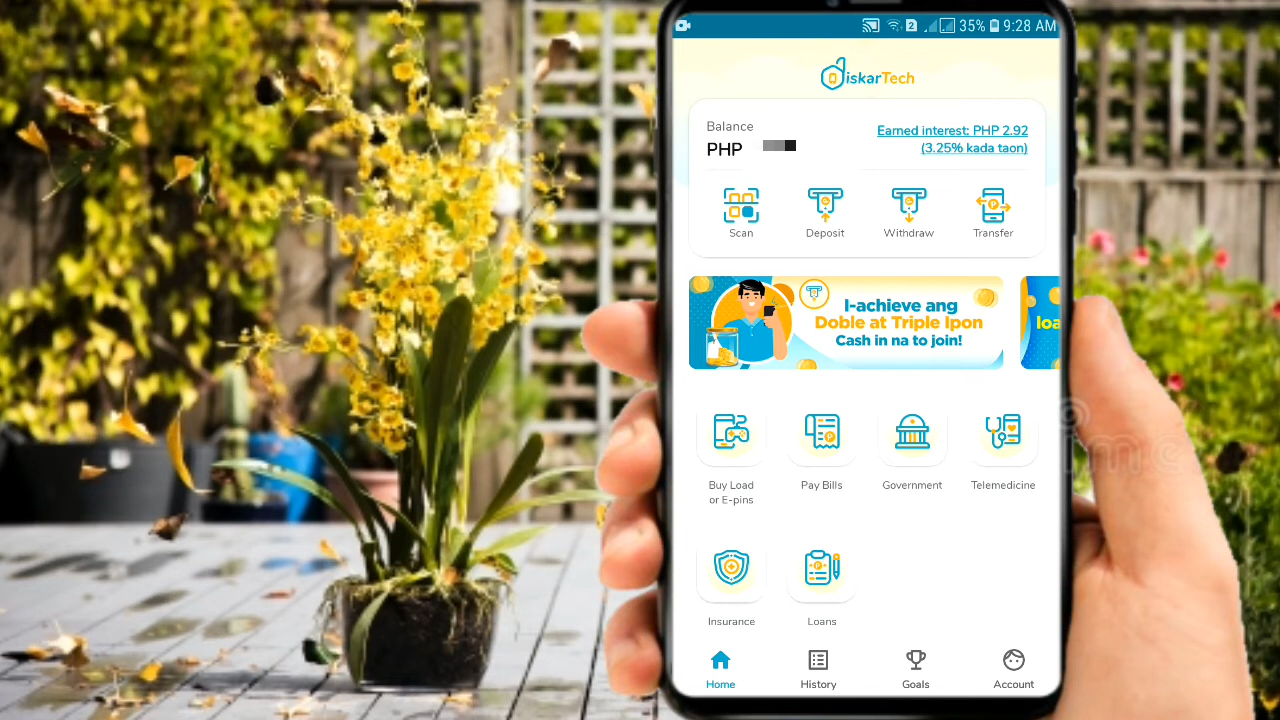 2 35% 9:28 AM
diskarTech
Balance
PHP
Earned interest: PHP 2.92
(3.25% kada taon)
Scan
Deposit
Withdraw
Transfer
I-achieve ang
Doble at Triple Ipon
Cash in na to join!
loa
Buy Load
or E-pins
Pay Bills
Government
Telemedicine
Insurance
Loans
Home
History
Goals
Account